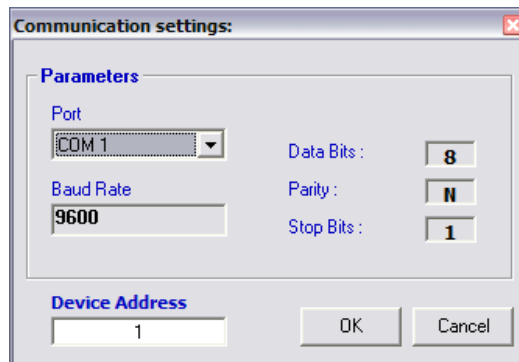 Communication settings:
Parameters
Port
COM 1
Baud Rate
9600
Data Bits :
8
Parity :
N
Stop Bits :
1
Device Address
1
OK
Cancel